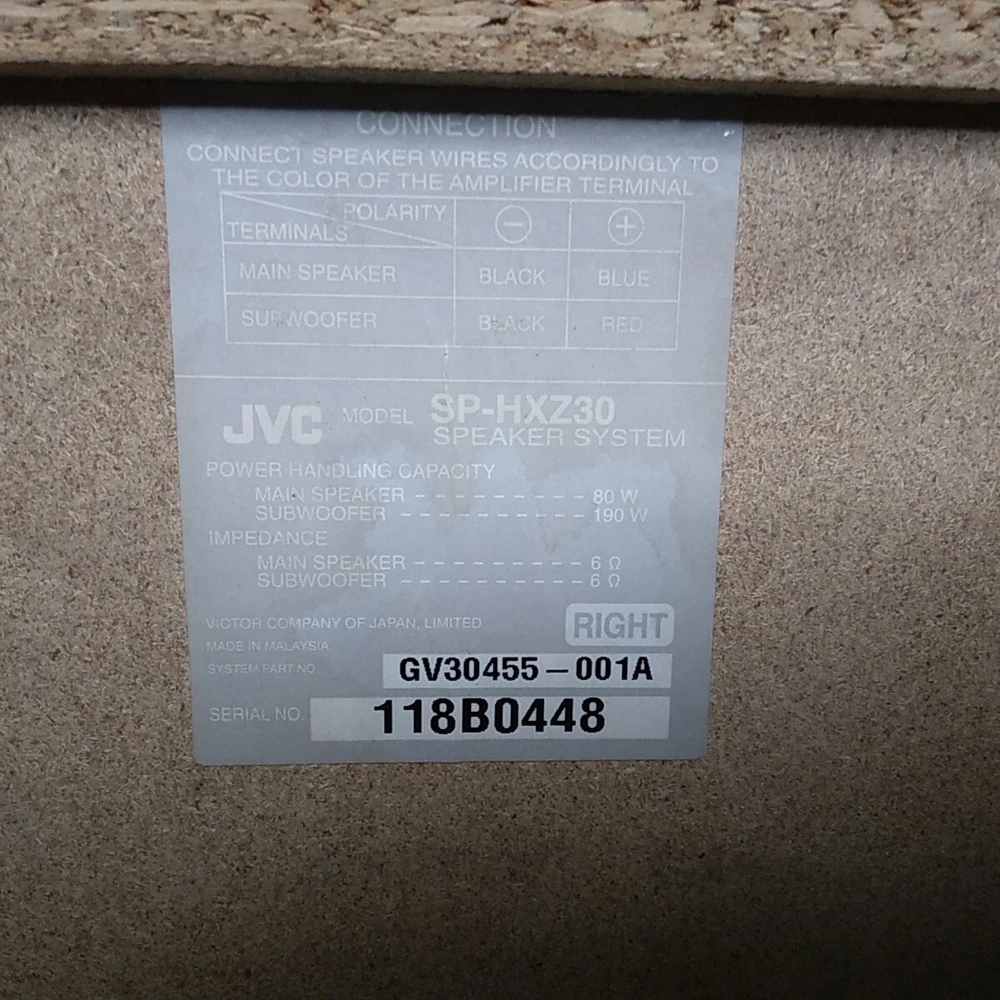 CONNECTION
CONNECT SPEAKER WIRES ACCORDINGLY TO
THE COLOR OF THE AMPLIFIER TERMINAL
POLARITY
TERMINALS − +
MAIN SPEAKER BLACK BLUE
SUBWOOFER BLACK RED
JVC MODEL SP-HXZ30
SPEAKER SYSTEM
POWER HANDLING CAPACITY
MAIN SPEAKER - - - - - - - - - - 80 W
SUBWOOFER - - - - - - - - - - - 190 W
IMPEDANCE
MAIN SPEAKER - - - - - - - - - - 6 Ω
SUBWOOFER - - - - - - - - - - - 6 Ω
VICTOR COMPANY OF JAPAN, LIMITED
RIGHT
MADE IN MALAYSIA
SYSTEM PART NO GV30455-001A
SERIAL NO. 118B0448